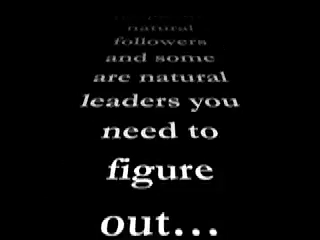 natural
followers
and some
are natural
leaders you
need to
figure
out...